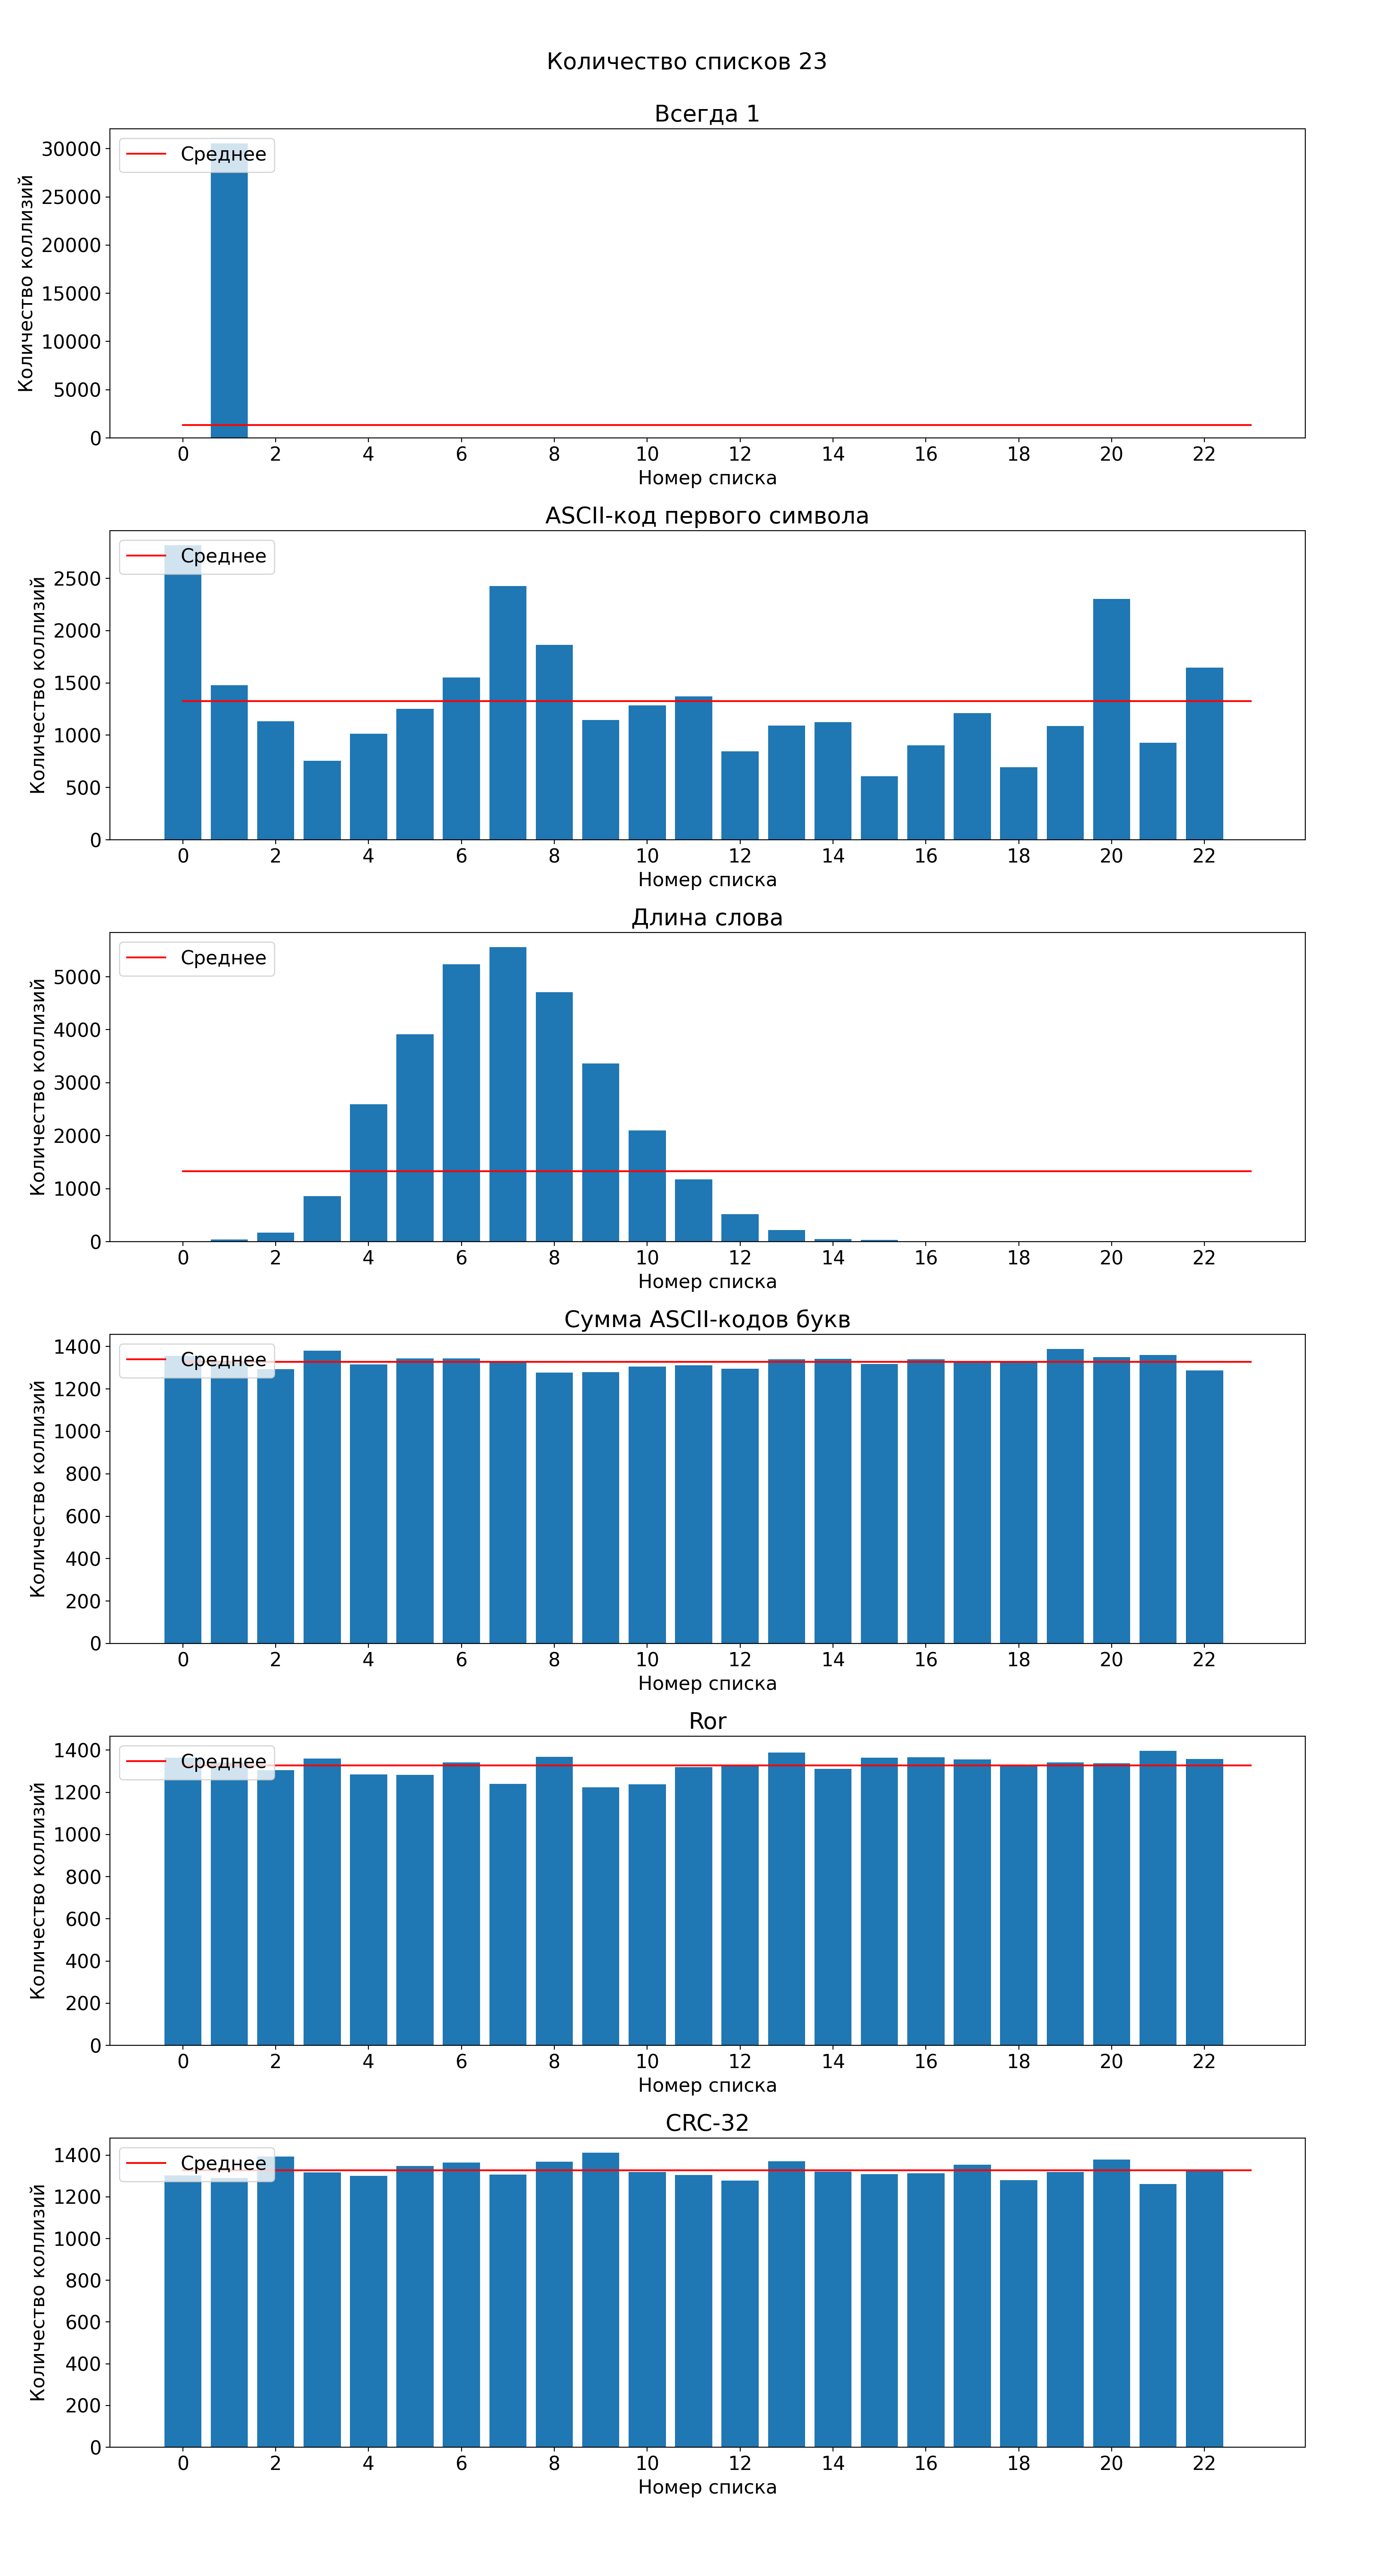 Количество списков 23
Всегда 1
Количество коллизий
30000
25000
20000
15000
10000
5000
0
Среднее
0 2 4 6 8 10 12 14 16 18 20 22
Номер списка
ASCII-код первого символа
Количество коллизий
2500
2000
1500
1000
500
0
Среднее
0 2 4 6 8 10 12 14 16 18 20 22
Номер списка
Длина слова
Количество коллизий
5000
4000
3000
2000
1000
0
Среднее
0 2 4 6 8 10 12 14 16 18 20 22
Номер списка
Сумма ASCII-кодов букв
Количество коллизий
1400
1200
1000
800
600
400
200
0
Среднее
0 2 4 6 8 10 12 14 16 18 20 22
Номер списка
Ror
Количество коллизий
1400
1200
1000
800
600
400
200
0
Среднее
0 2 4 6 8 10 12 14 16 18 20 22
Номер списка
CRC-32
Количество коллизий
1400
1200
1000
800
600
400
200
0
Среднее
0 2 4 6 8 10 12 14 16 18 20 22
Номер списка